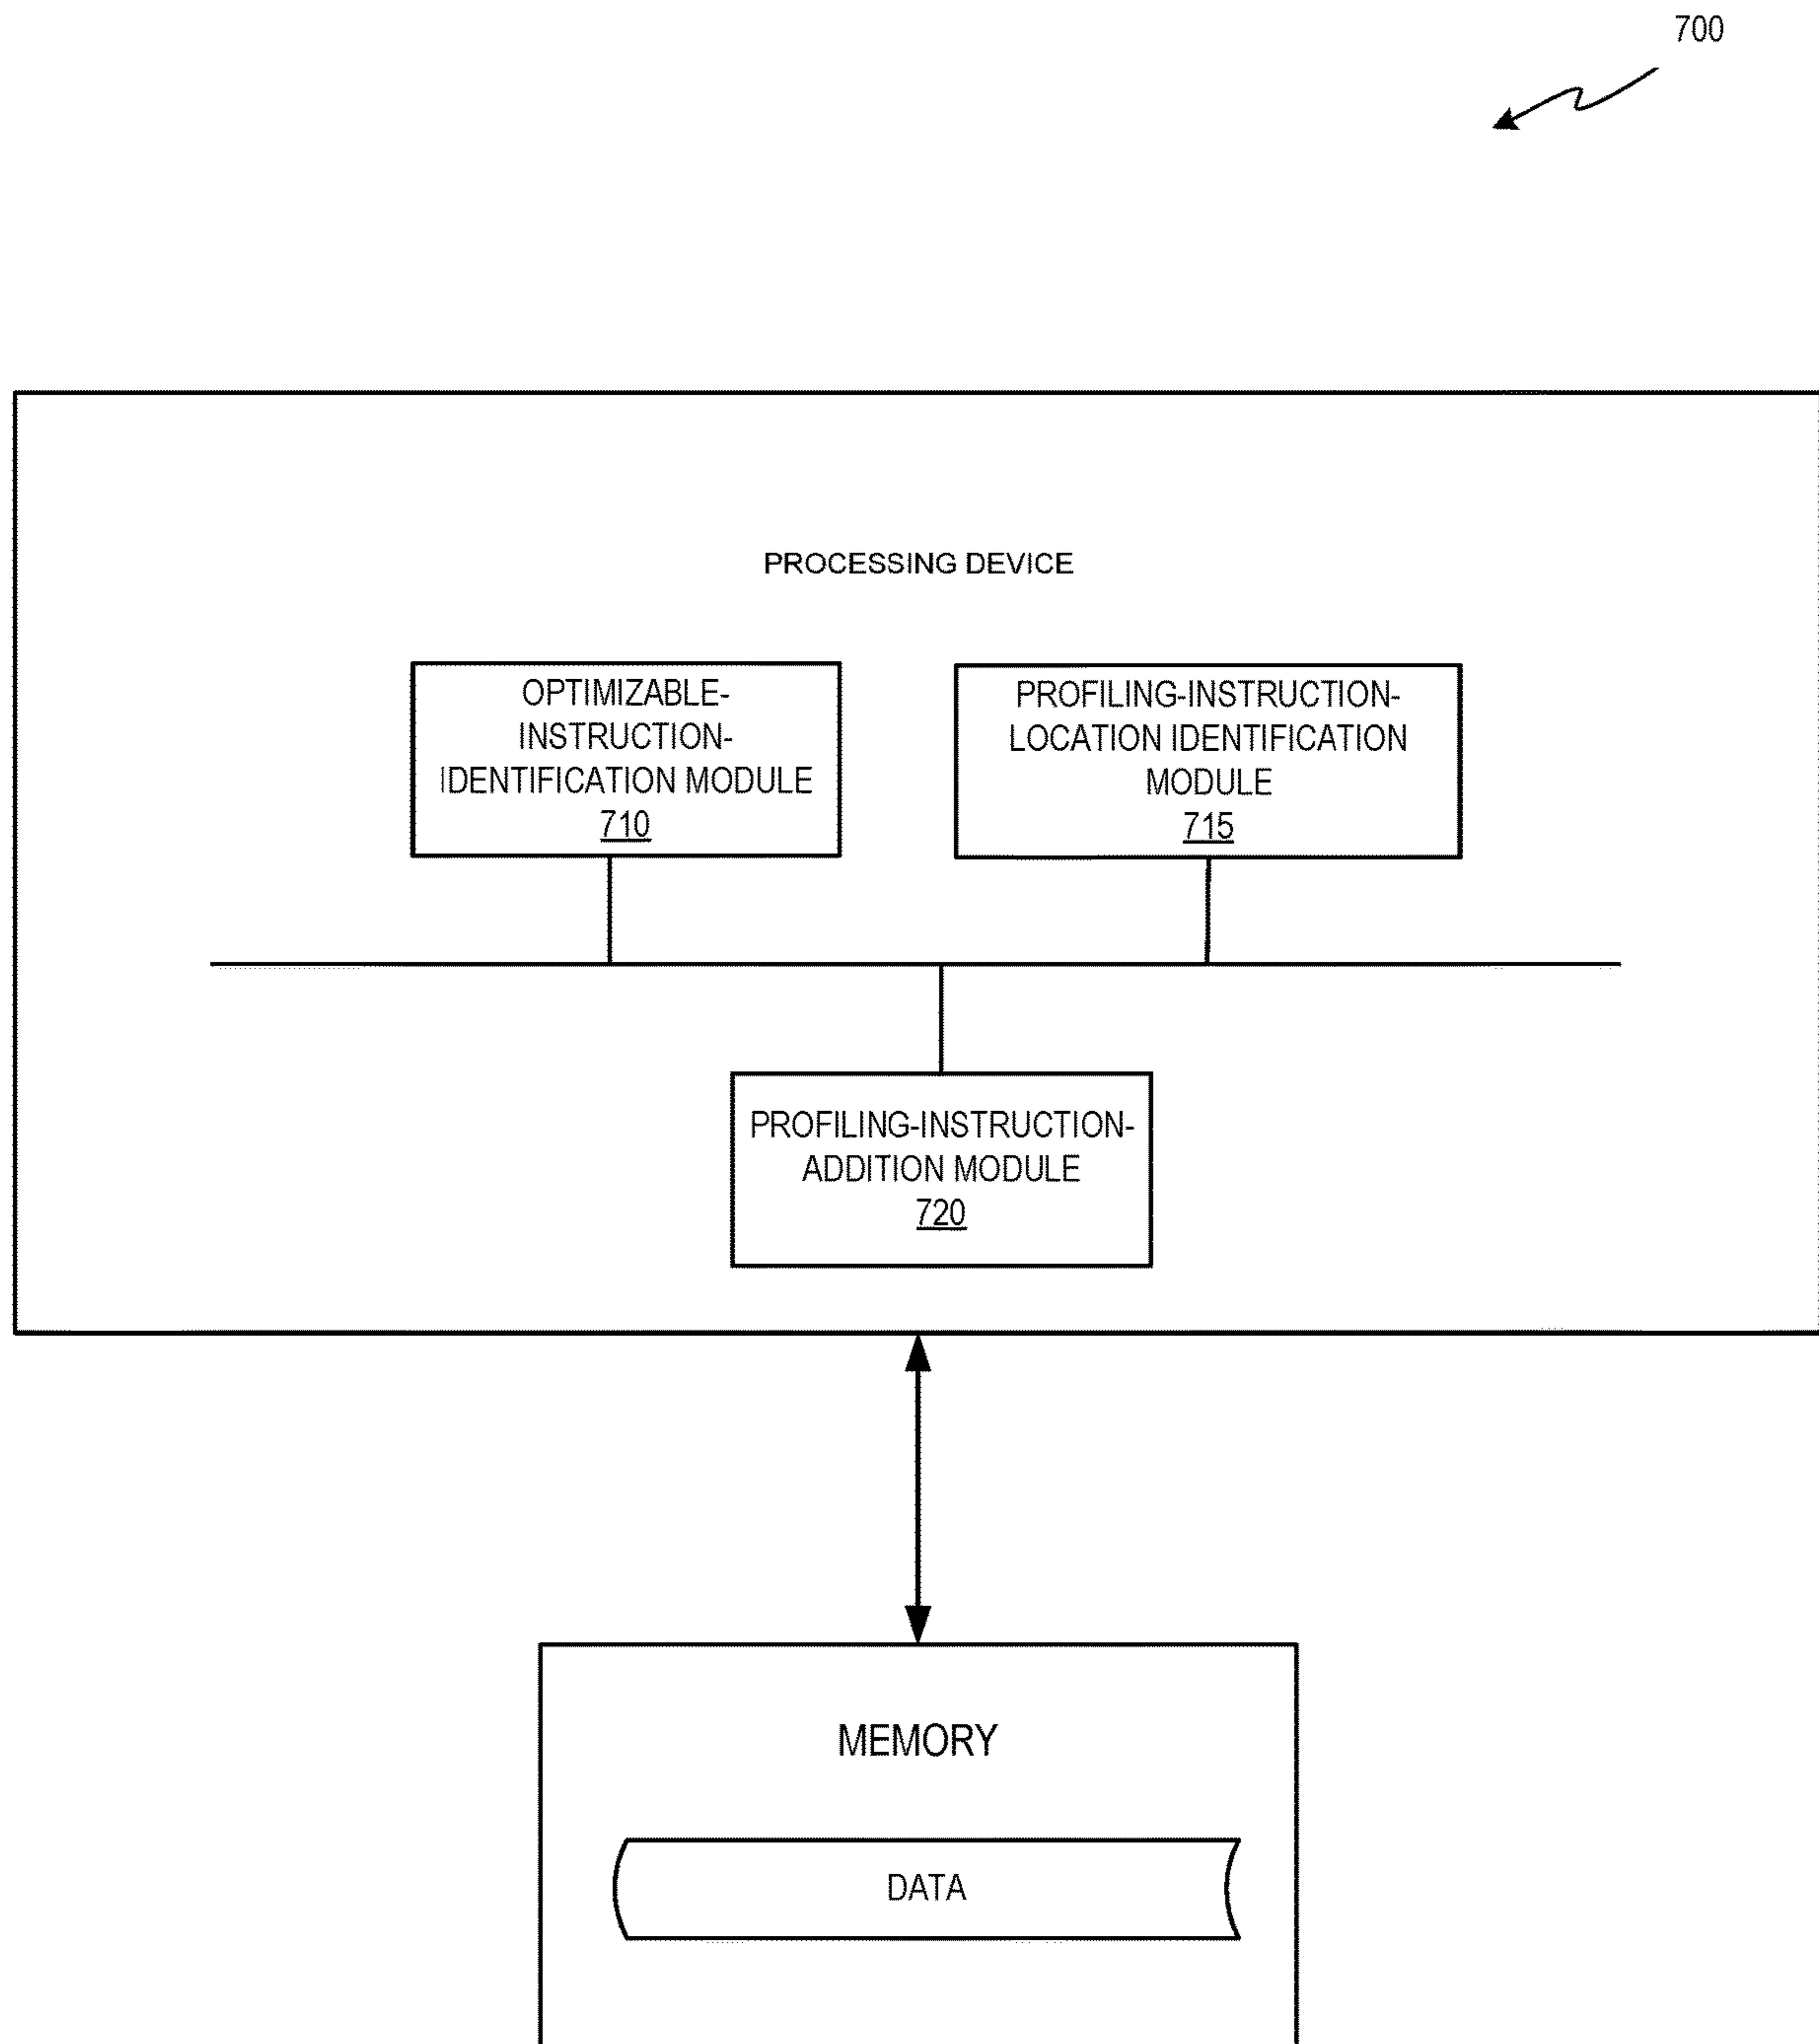 700
PROCESSING DEVICE
OPTIMIZABLE-
INSTRUCTION-
IDENTIFICATION MODULE
710
PROFILING-INSTRUCTION-
LOCATION IDENTIFICATION
MODULE
715
PROFILING-INSTRUCTION-
ADDITION MODULE
720
MEMORY
DATA